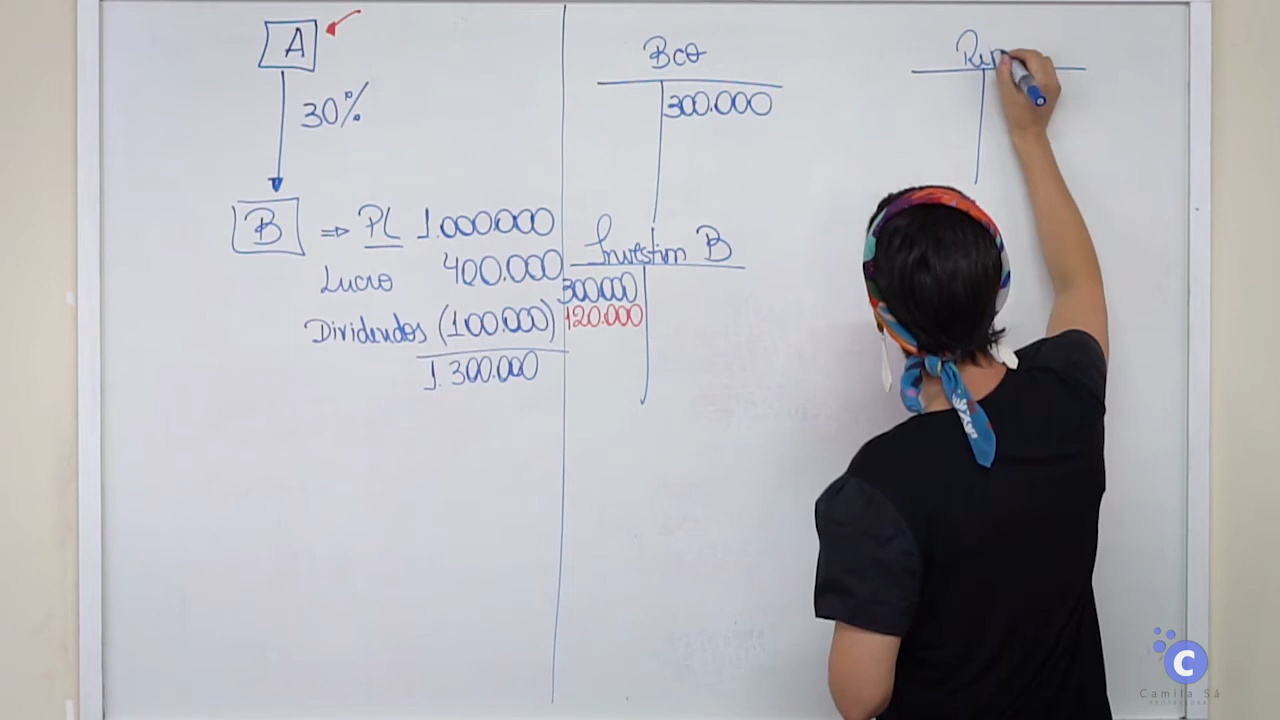 A
30%
B ⇒ PL 1.000.000
Lucro 400.000
Dividendos (100.000)
1.300.000
Bco
300.000
Investim B
300000
120.000
C
Camila Sá
PROFESSORA